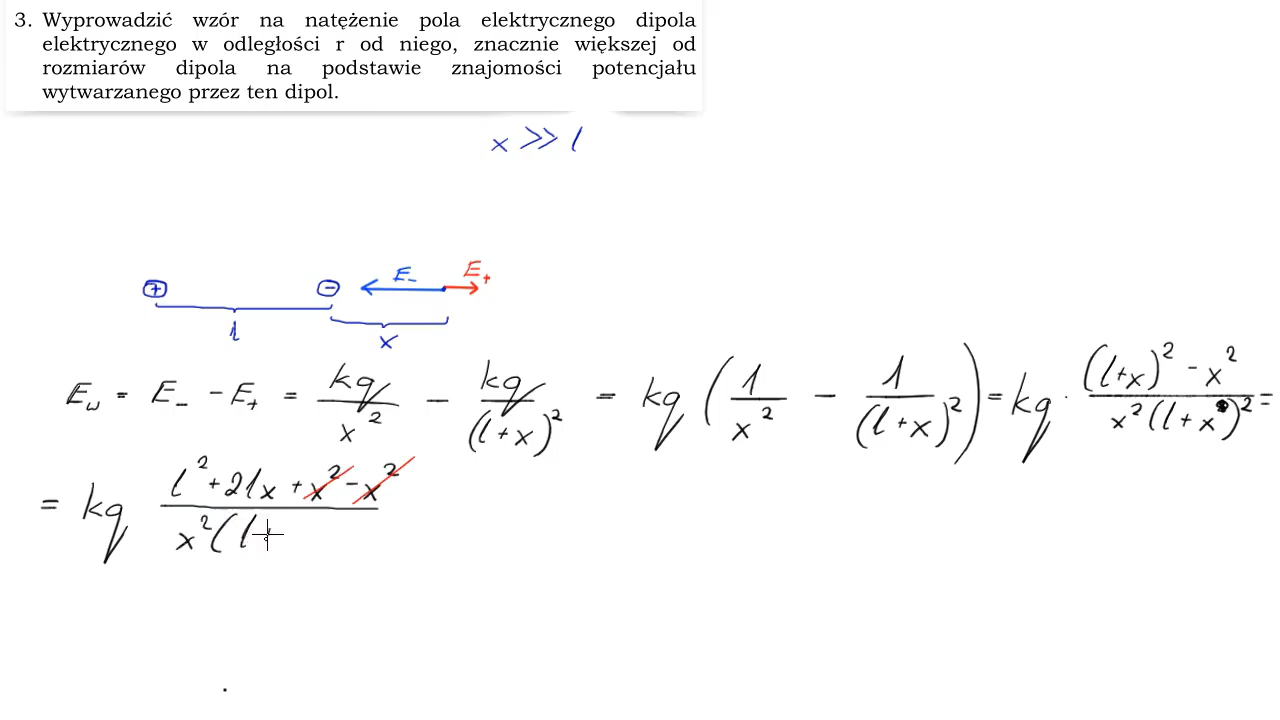 3. Wyprowadzić wzór na natężenie pola elektrycznego dipola
elektrycznego w odległości r od niego, znacznie większej od
rozmiarów dipola na podstawie znajomości potencjału
wytwarzanego przez ten dipol.
x >> l
+ - E₋ E₊
l x
E_w = E₋ - E₊ = kq/x² - kq/(l+x)² = kq (1/x² - 1/(l+x)²) = kq · ((l+x)² - x²)/(x²(l+x)²) =
= kq (l² + 2lx + x² - x²)/(x²(l+